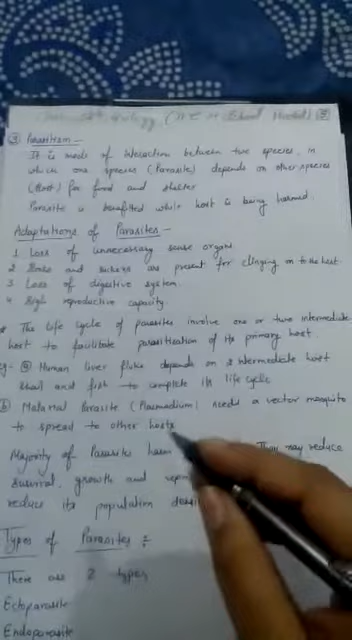 ③ Parasitism -
It is mode of interaction between two species, in
which one species (Parasite) depends on other species
(Host) for food and shelter
Parasite is benefitted while host is being harmed.
Adaptations of Parasites -
1 Loss of unnecessary sense organs
2 Hooks and suckers are present for clinging on to the host
3 Loss of digestive system.
4 High reproductive capacity.
The life cycle of parasites involve one or two intermediate
host to facilitate parasitisation of its primary host.
eg- ⓐ Human liver fluke depends on 2 intermediate host
snail and fish to complete its life cycle
ⓑ Malarial Parasite (Plasmodium) needs a vector mosquito
to spread to other hosts
Majority of Parasite harm They may reduce
survival, growth and
reduce its population
Types of Parasites :
There are 2 types
Ectoparasite
Endoparasite